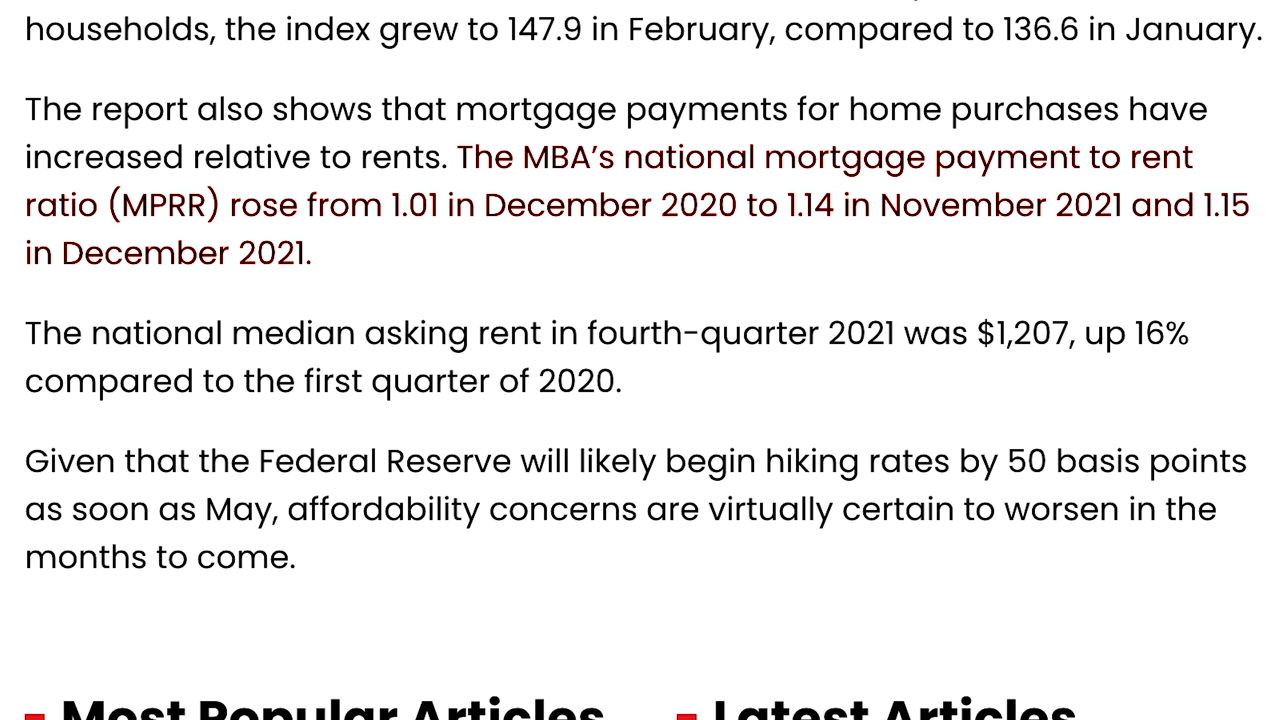 households, the index grew to 147.9 in February, compared to 136.6 in January.
The report also shows that mortgage payments for home purchases have
increased relative to rents. The MBA’s national mortgage payment to rent
ratio (MPRR) rose from 1.01 in December 2020 to 1.14 in November 2021 and 1.15
in December 2021.
The national median asking rent in fourth-quarter 2021 was $1,207, up 16%
compared to the first quarter of 2020.
Given that the Federal Reserve will likely begin hiking rates by 50 basis points
as soon as May, affordability concerns are virtually certain to worsen in the
months to come.
Most Popular Articles
Latest Articles